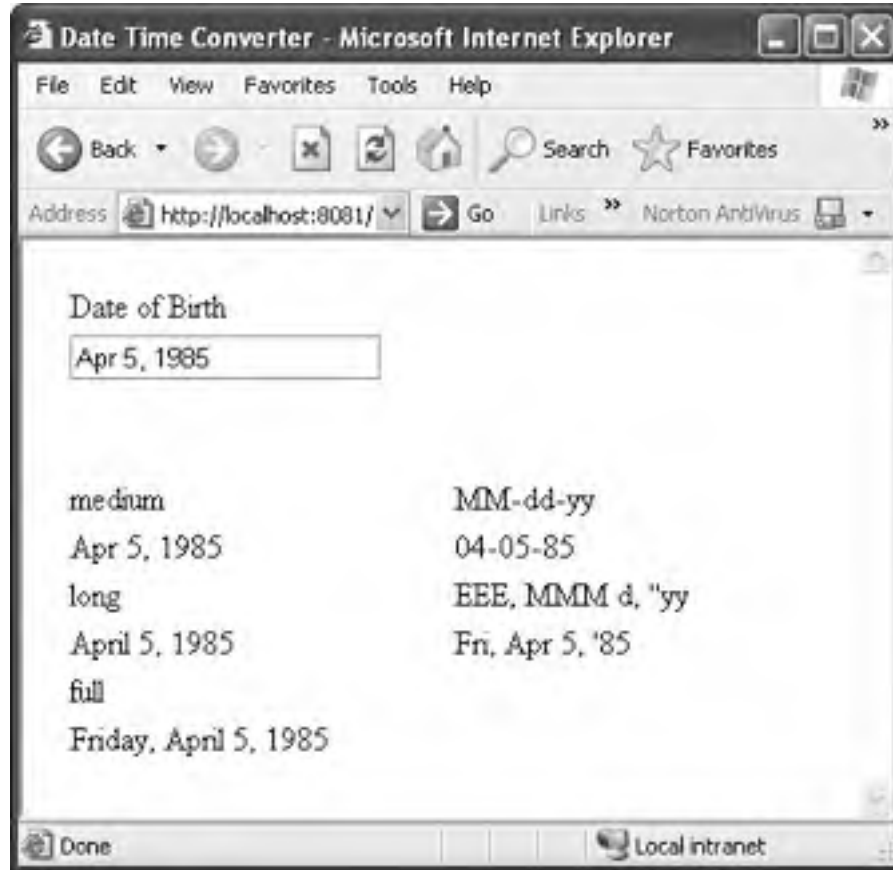 Date Time Converter - Microsoft Internet Explorer
File Edit View Favorites Tools Help
Back Search Favorites »
Address http://localhost:8081/ Go Links » Norton AntiVirus
Date of Birth
Apr 5, 1985
medium MM-dd-yy
Apr 5, 1985 04-05-85
long EEE, MMM d, ''yy
April 5, 1985 Fri, Apr 5, '85
full
Friday, April 5, 1985
Done Local intranet